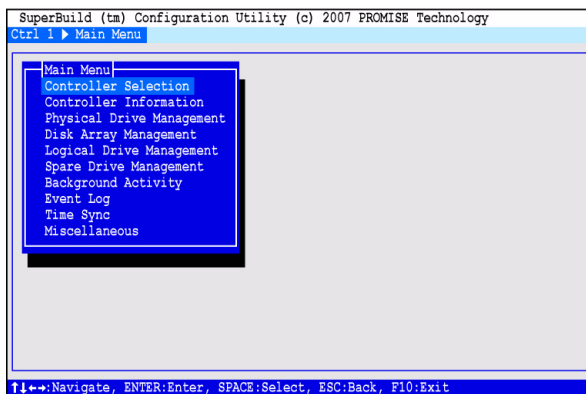 SuperBuild (tm) Configuration Utility (c) 2007 PROMISE Technology
Ctrl 1 ▶ Main Menu
Main Menu
Controller Selection
Controller Information
Physical Drive Management
Disk Array Management
Logical Drive Management
Spare Drive Management
Background Activity
Event Log
Time Sync
Miscellaneous
↑↓←→:Navigate, ENTER:Enter, SPACE:Select, ESC:Back, F10:Exit